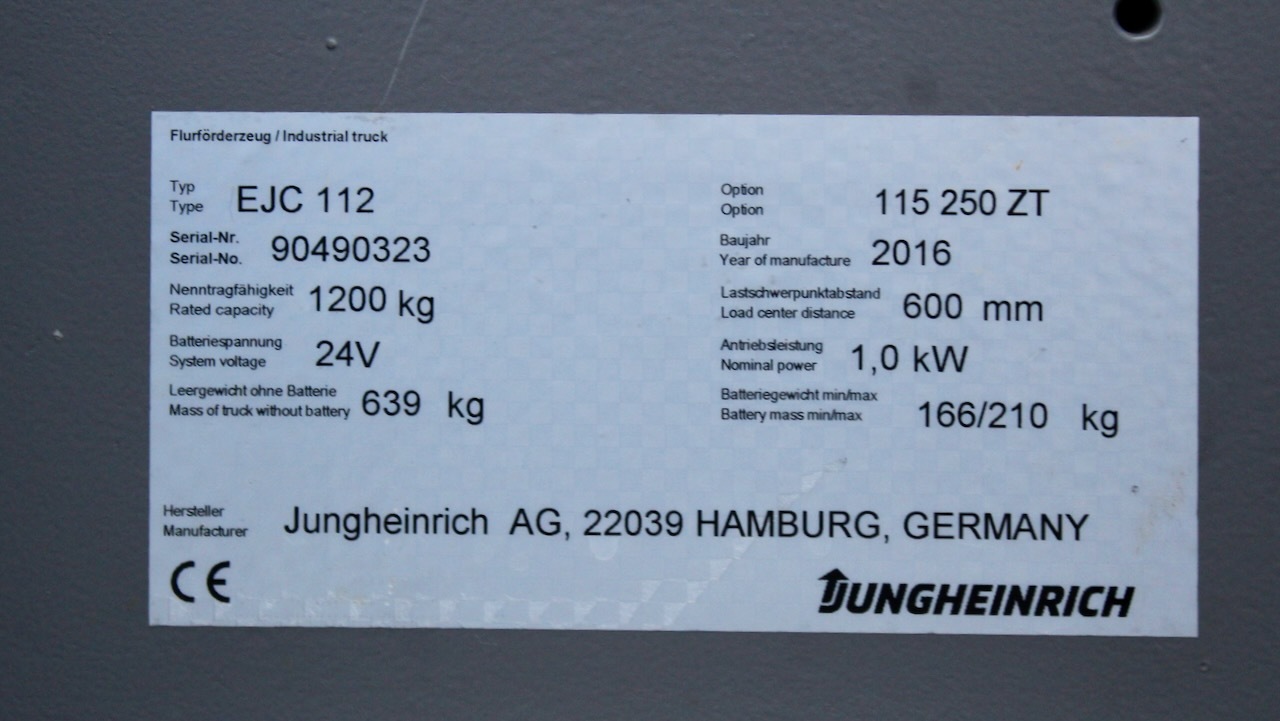 Flurförderzeug / Industrial truck
Typ
Type EJC 112
Option
Option 115 250 ZT
Serial-Nr.
Serial-No. 90490323
Baujahr
Year of manufacture 2016
Nenntragfähigkeit
Rated capacity 1200 kg
Lastschwerpunktabstand
Load center distance 600 mm
Batteriespannung
System voltage 24V
Antriebsleistung
Nominal power 1,0 kW
Leergewicht ohne Batterie
Mass of truck without battery 639 kg
Batteriegewicht min/max
Battery mass min/max 166/210 kg
Hersteller
Manufacturer Jungheinrich AG, 22039 HAMBURG, GERMANY
CE
JUNGHEINRICH